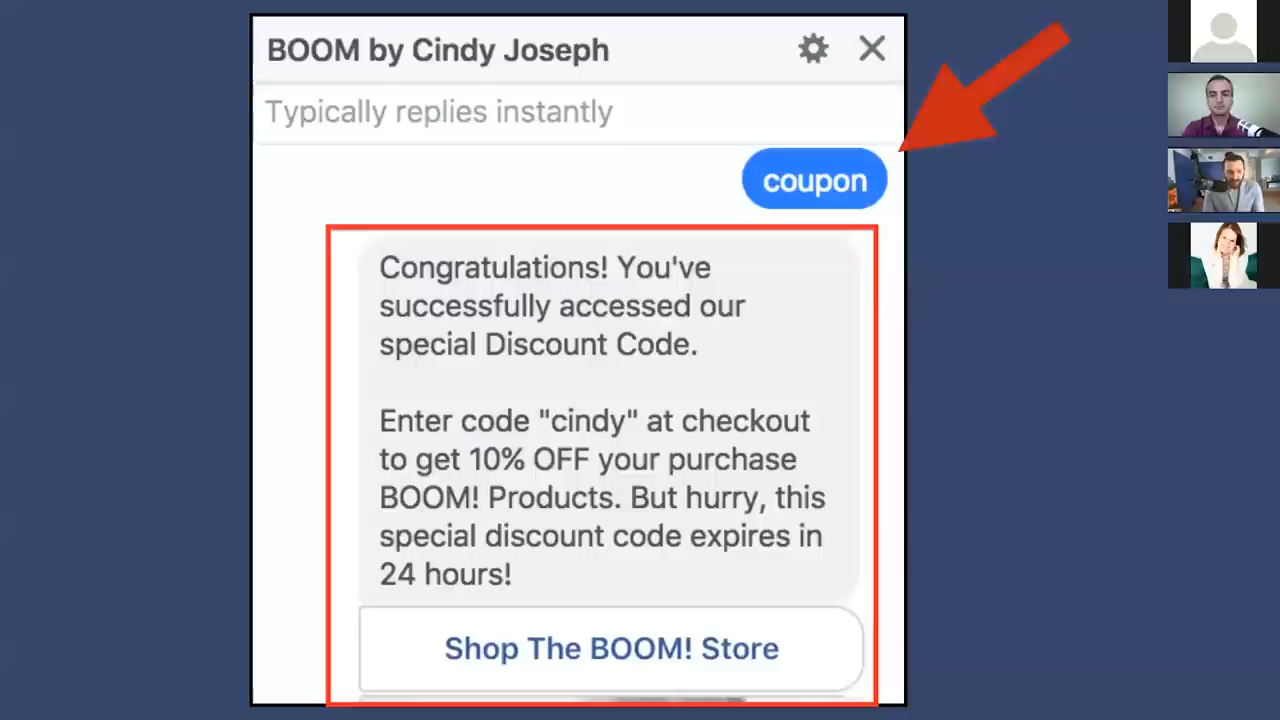 BOOM by Cindy Joseph
Typically replies instantly
coupon
Congratulations! You've
successfully accessed our
special Discount Code.
Enter code "cindy" at checkout
to get 10% OFF your purchase
BOOM! Products. But hurry, this
special discount code expires in
24 hours!
Shop The BOOM! Store